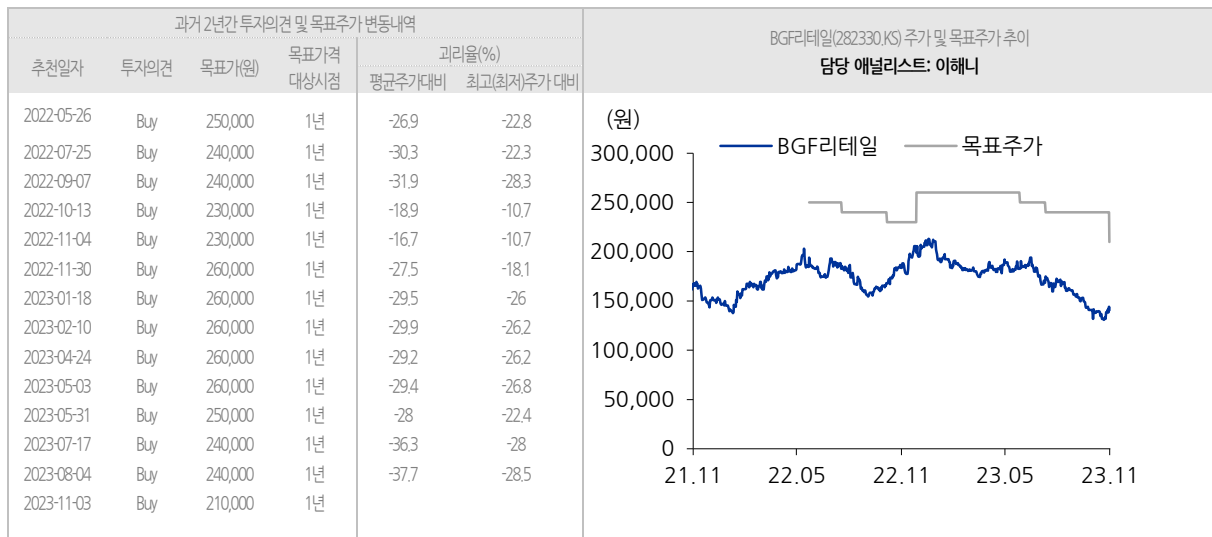 과거 2년간 투자의견 및 목표주가 변동내역
추천일자 투자의견 목표가(원) 목표가격 대상시점 괴리율(%)
평균주가대비 최고(최저)주가 대비
2022-05-26 Buy 250,000 1년 -26.9 -22.8
2022-07-25 Buy 240,000 1년 -30.3 -22.3
2022-09-07 Buy 240,000 1년 -31.9 -28.3
2022-10-13 Buy 230,000 1년 -18.9 -10.7
2022-11-04 Buy 230,000 1년 -16.7 -10.7
2022-11-30 Buy 260,000 1년 -27.5 -18.1
2023-01-18 Buy 260,000 1년 -29.5 -26
2023-02-10 Buy 260,000 1년 -29.9 -26.2
2023-04-24 Buy 260,000 1년 -29.2 -26.2
2023-05-03 Buy 260,000 1년 -29.4 -26.8
2023-05-31 Buy 250,000 1년 -28 -22.4
2023-07-17 Buy 240,000 1년 -36.3 -28
2023-08-04 Buy 240,000 1년 -37.7 -28.5
2023-11-03 Buy 210,000 1년
BGF리테일(282330.KS) 주가 및 목표주가 추이
담당 애널리스트: 이해니
(원)
BGF리테일 목표주가
300,000
250,000
200,000
150,000
100,000
50,000
0
21.11 22.05 22.11 23.05 23.11